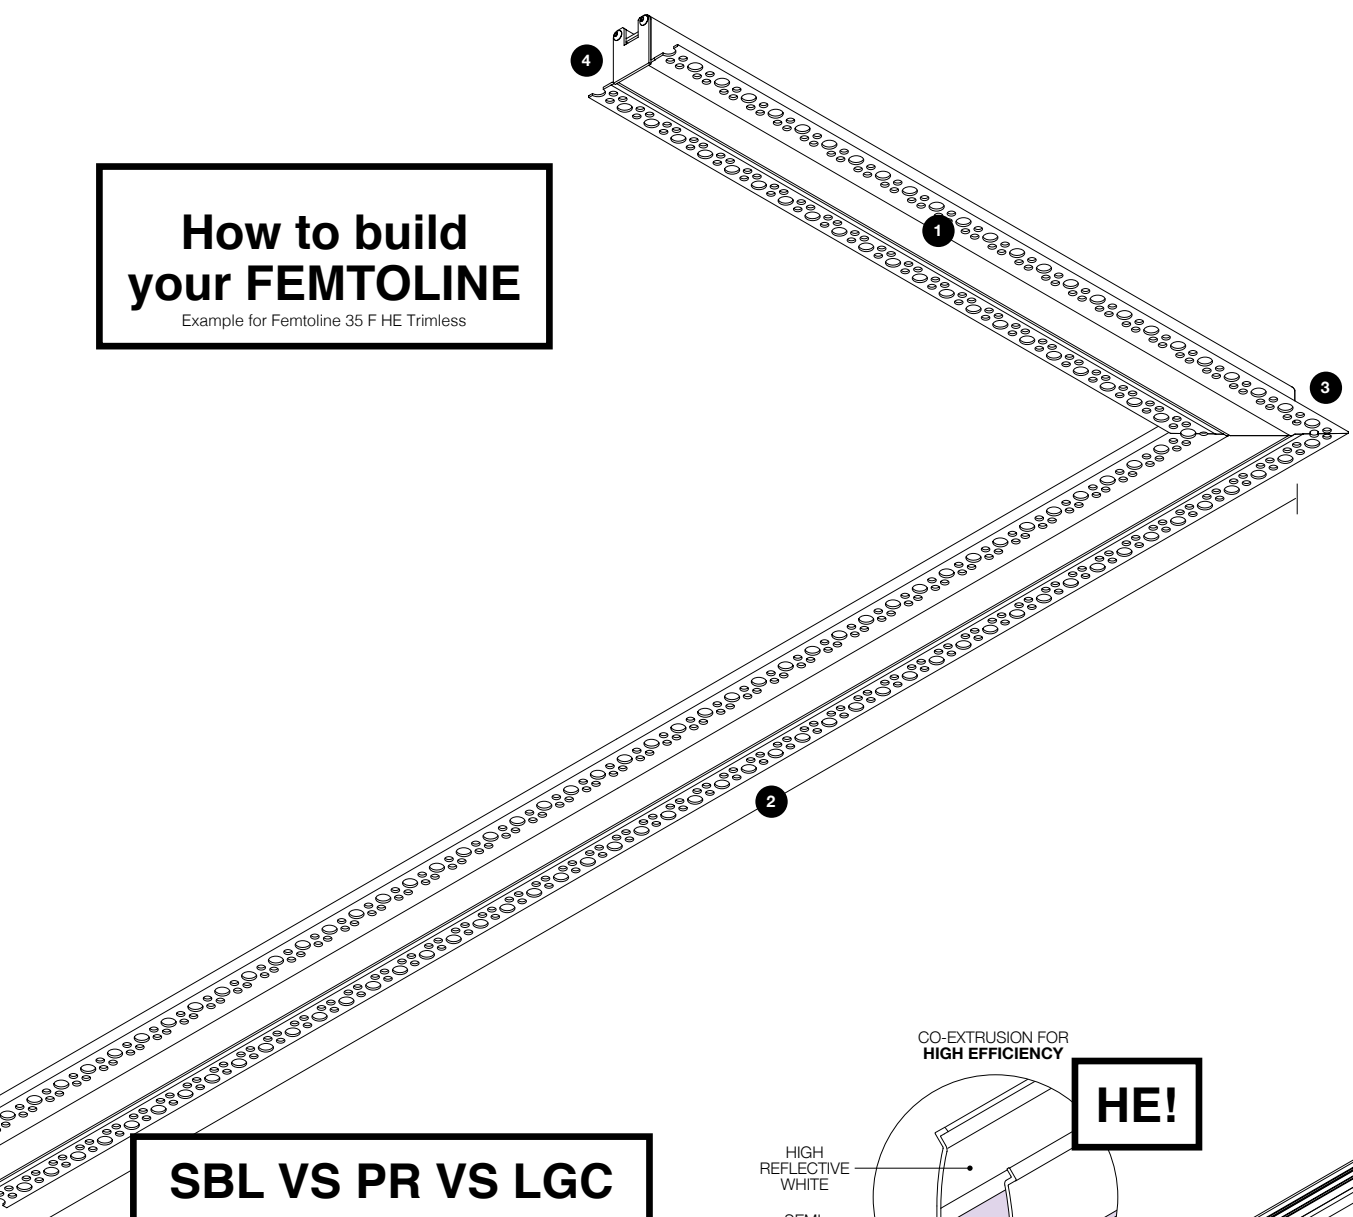 4
How to build
your FEMTOLINE
Example for Femtoline 35 F HE Trimless
1
3
2
CO-EXTRUSION FOR
HIGH EFFICIENCY
HE!
HIGH
REFLECTIVE
WHITE
SBL VS PR VS LGC